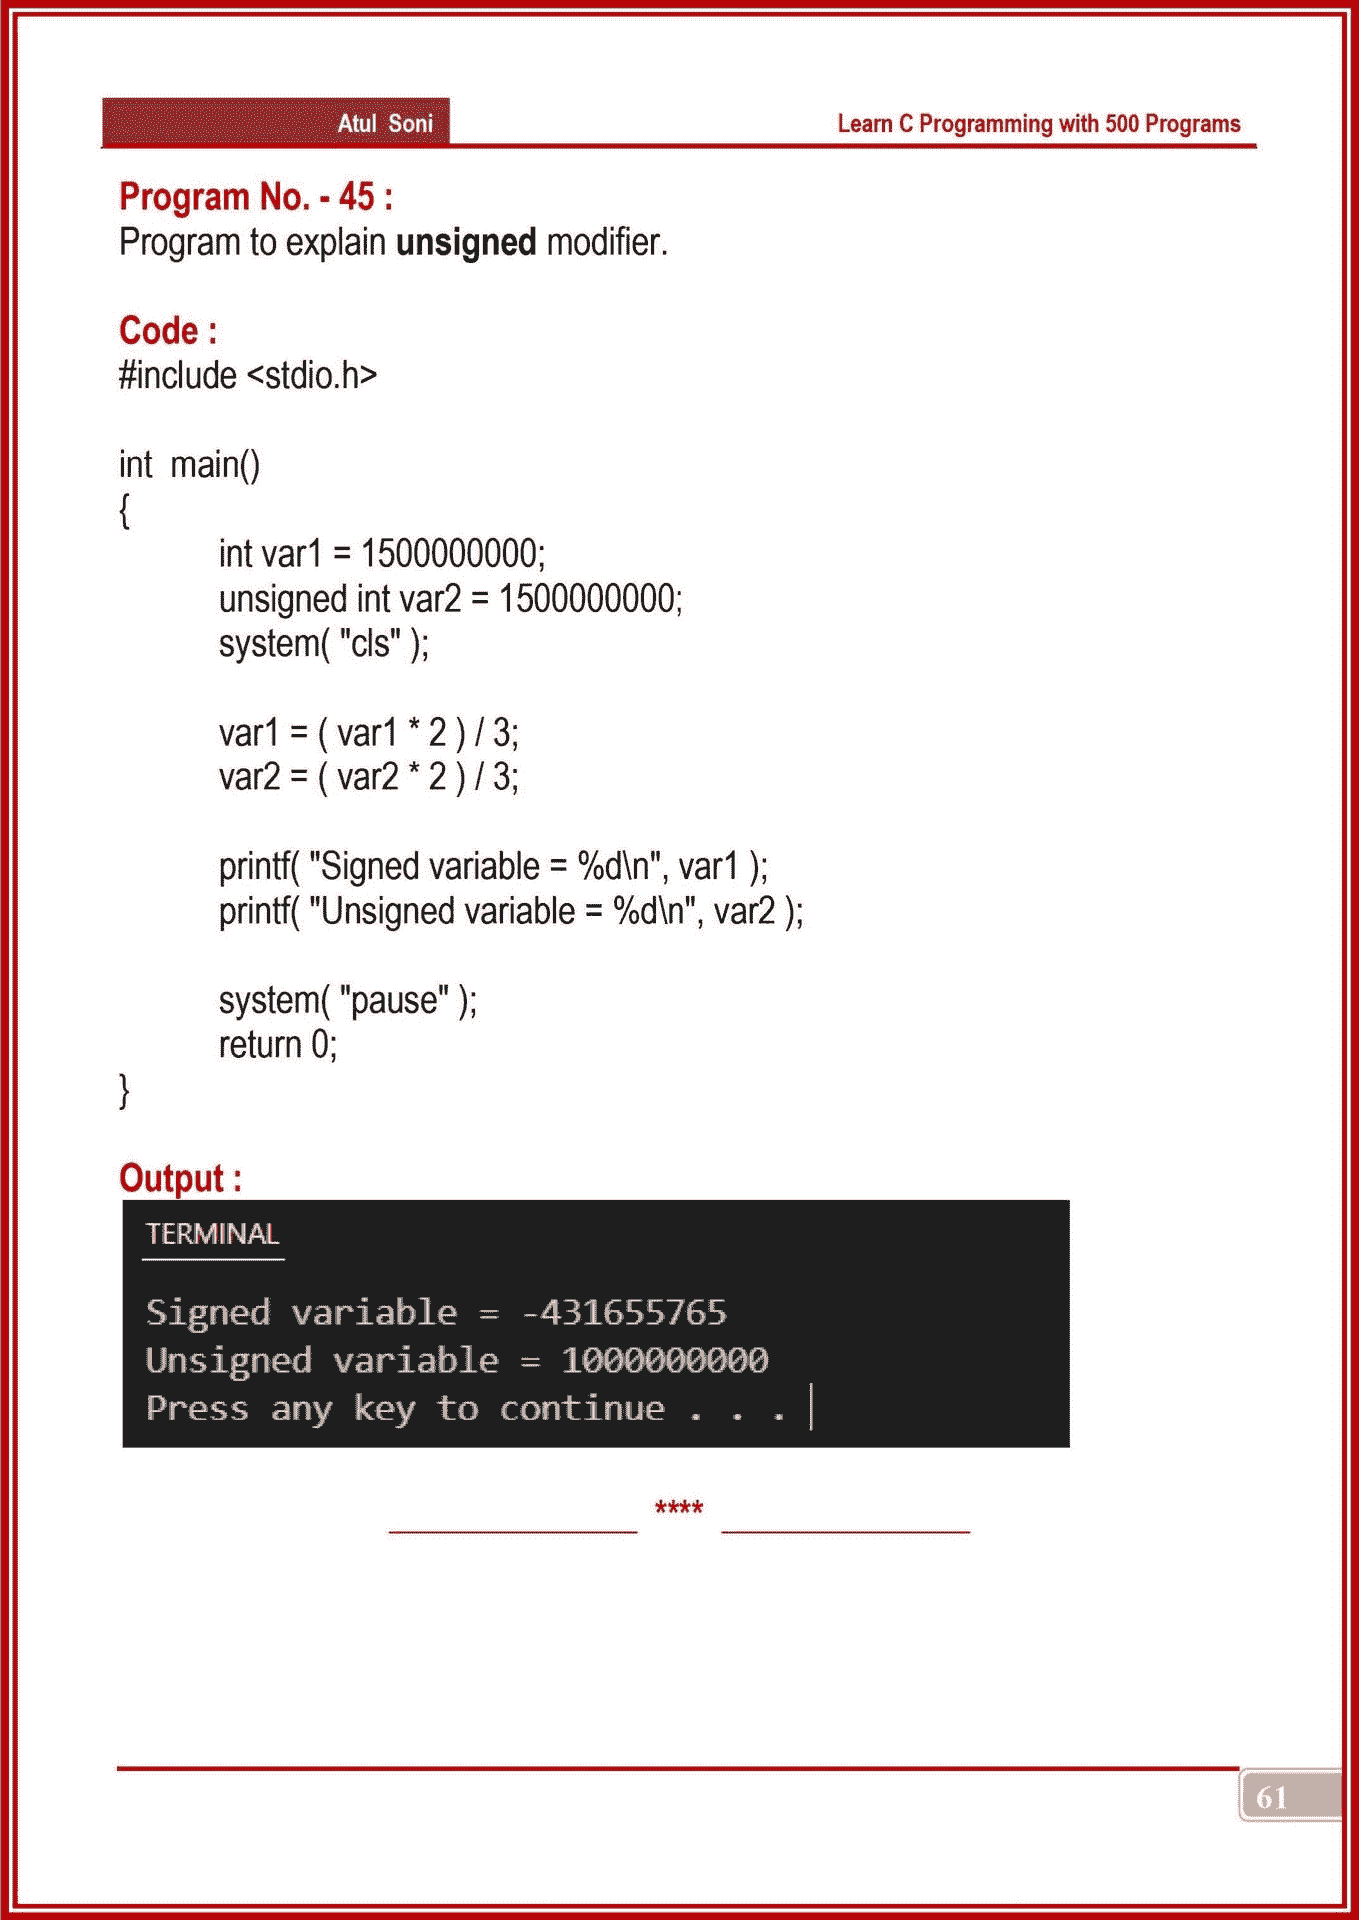 Atul Soni
Learn C Programming with 500 Programs
Program No. - 45 :
Program to explain unsigned modifier.
Code :
#include <stdio.h>
int main()
{
int var1 = 1500000000;
unsigned int var2 = 1500000000;
system( "cls" );
var1 = ( var1 * 2 ) / 3;
var2 = ( var2 * 2 ) / 3;
printf( "Signed variable = %d\n", var1 );
printf( "Unsigned variable = %d\n", var2 );
system( "pause" );
return 0;
}
Output :
TERMINAL
Signed variable = -431655765
Unsigned variable = 1000000000
Press any key to continue . . .
****
61